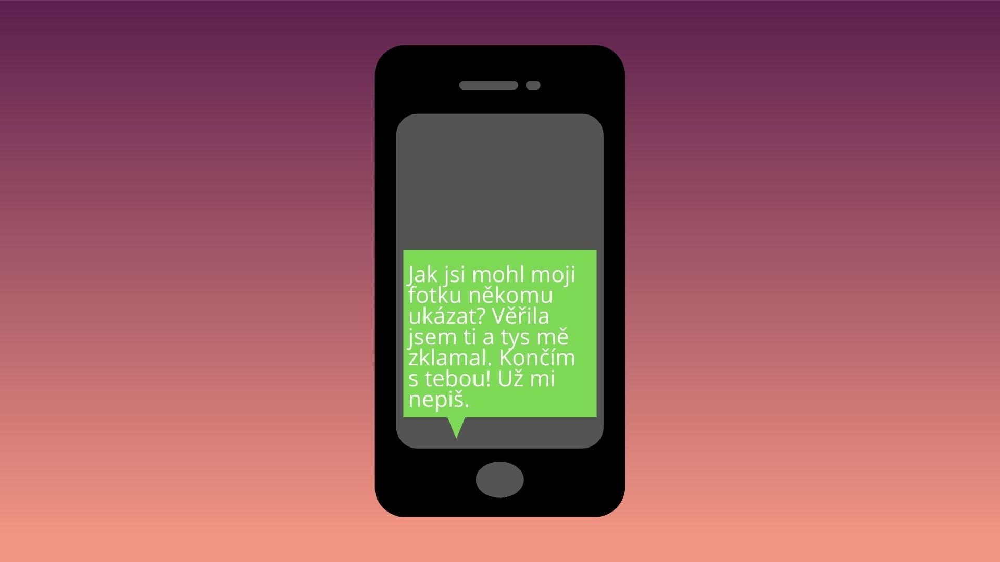 Jak jsi mohl moji
fotku někomu
ukázat? Věřila
jsem ti a tys mě
zklamal. Končím
s tebou! Už mi
nepiš.